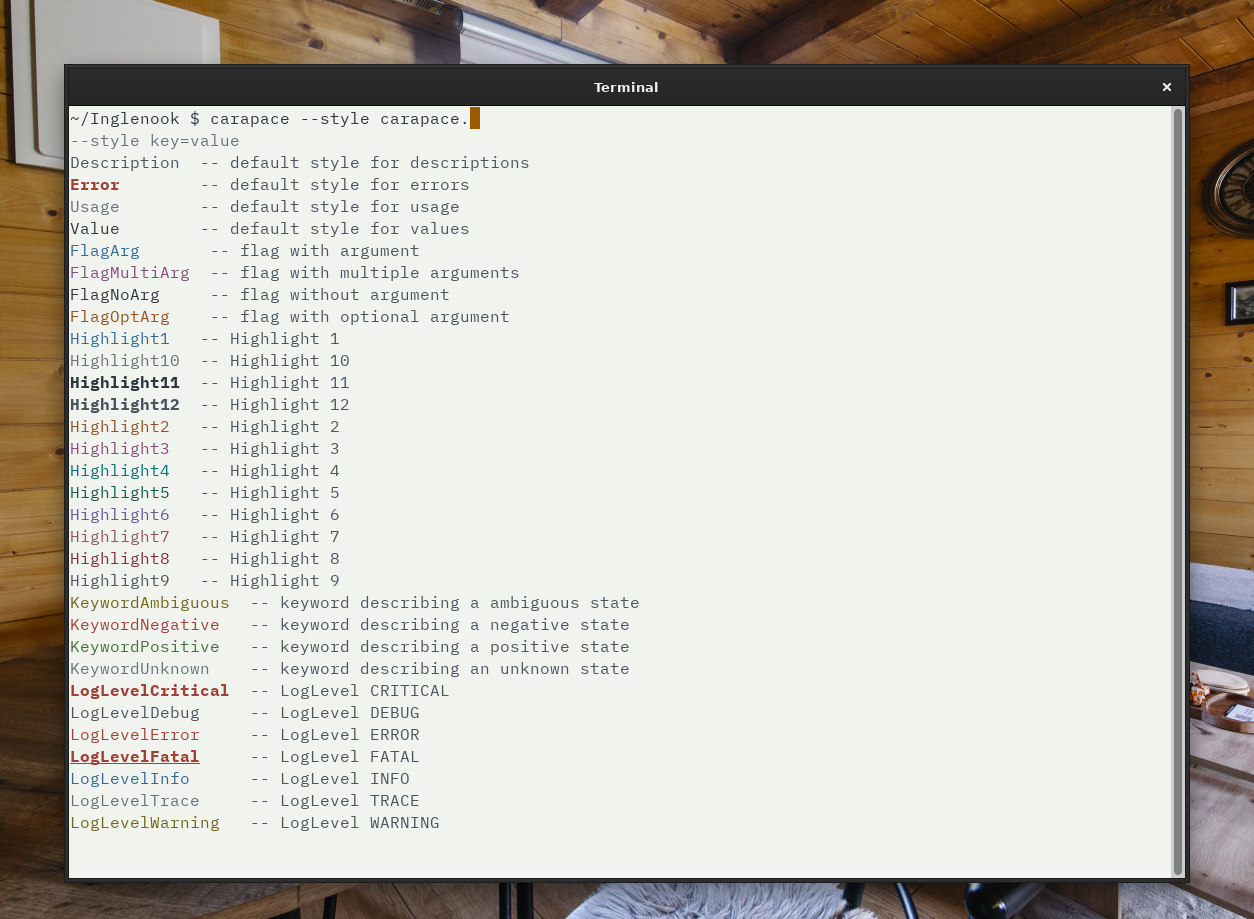 Terminal
~/Inglenook $ carapace --style carapace.
--style key=value
Description  -- default style for descriptions
Error        -- default style for errors
Usage        -- default style for usage
Value        -- default style for values
FlagArg       -- flag with argument
FlagMultiArg  -- flag with multiple arguments
FlagNoArg     -- flag without argument
FlagOptArg    -- flag with optional argument
Highlight1   -- Highlight 1
Highlight10  -- Highlight 10
Highlight11  -- Highlight 11
Highlight12  -- Highlight 12
Highlight2   -- Highlight 2
Highlight3   -- Highlight 3
Highlight4   -- Highlight 4
Highlight5   -- Highlight 5
Highlight6   -- Highlight 6
Highlight7   -- Highlight 7
Highlight8   -- Highlight 8
Highlight9   -- Highlight 9
KeywordAmbiguous  -- keyword describing a ambiguous state
KeywordNegative   -- keyword describing a negative state
KeywordPositive   -- keyword describing a positive state
KeywordUnknown    -- keyword describing an unknown state
LogLevelCritical  -- LogLevel CRITICAL
LogLevelDebug     -- LogLevel DEBUG
LogLevelError     -- LogLevel ERROR
LogLevelFatal     -- LogLevel FATAL
LogLevelInfo      -- LogLevel INFO
LogLevelTrace     -- LogLevel TRACE
LogLevelWarning   -- LogLevel WARNING